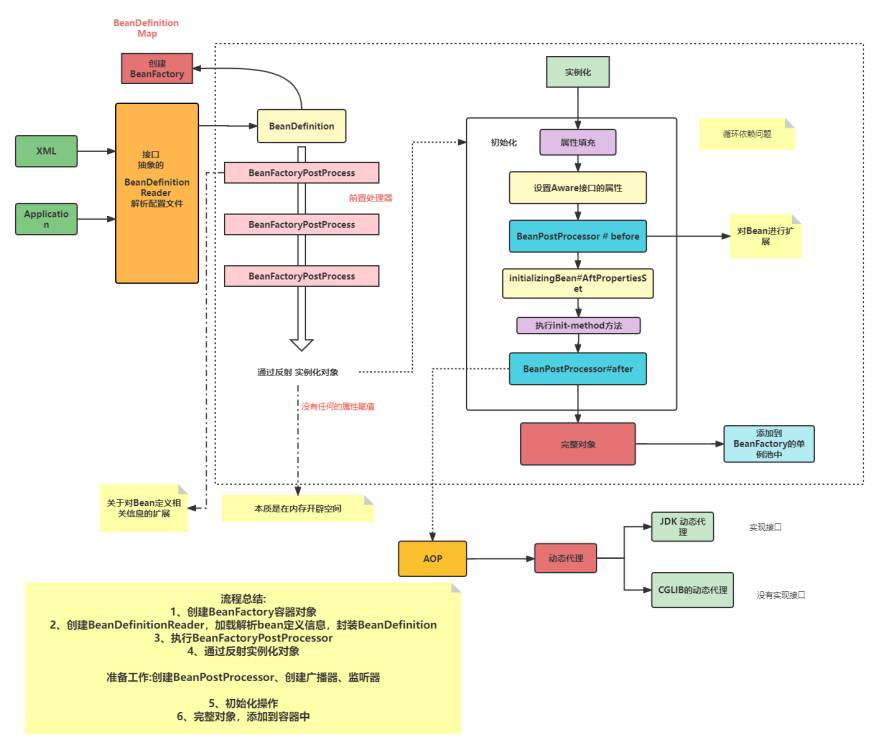 BeanDefinition
Map
创建
BeanFactory
XML
Applicatio
n
接口
抽象的
BeanDefinition
Reader
解析配置文件
BeanDefinition
BeanFactoryPostProcess
前置处理器
BeanFactoryPostProcess
BeanFactoryPostProcess
通过反射 实例化对象
没有任何的属性赋值
关于对Bean定义相
关信息的扩展
本质是在内存开辟空间
实例化
初始化
属性填充
设置Aware接口的属性
BeanPostProcessor # before
initializingBean#AftPropertiesS
et
执行init-method方法
BeanPostProcessor#after
完整对象
循环依赖问题
对Bean进行扩
展
添加到
BeanFactory的单
例池中
AOP
动态代理
JDK 动态代
理
实现接口
CGLIB的动态代理
没有实现接口
流程总结:
1、创建BeanFactory容器对象
2、创建BeanDefinitionReader，加载解析bean定义信息，封装BeanDefinition
3、执行BeanFactoryPostProcessor
4、通过反射实例化对象
准备工作:创建BeanPostProcessor、创建广播器、监听器
5、初始化操作
6、完整对象，添加到容器中